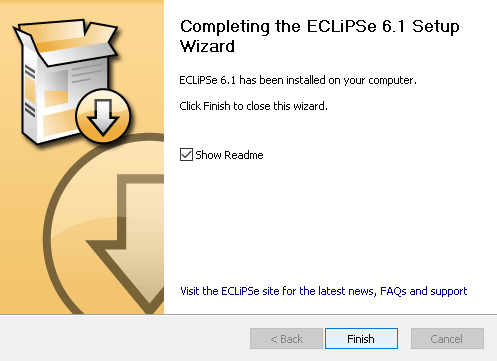 Completing the ECLiPSe 6.1 Setup
Wizard
ECLiPSe 6.1 has been installed on your computer.
Click Finish to close this wizard.
Show Readme
Visit the ECLiPSe site for the latest news, FAQs and support
< Back
Finish
Cancel